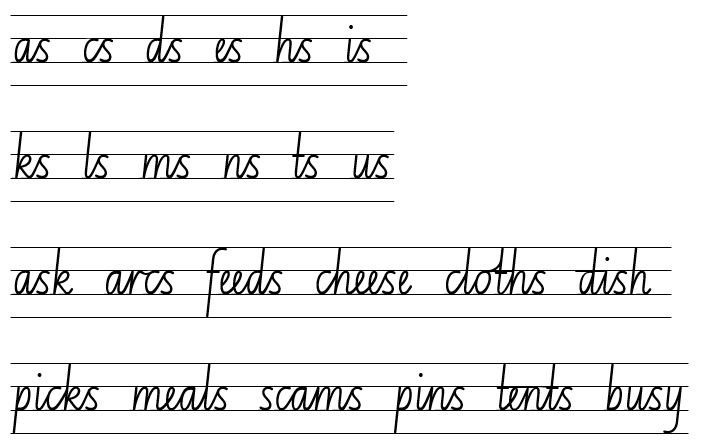 as cs ds es hs is
ks ls ms ns ts us
ask arcs feeds cheese cloths dish
picks meals scams pins tents busy